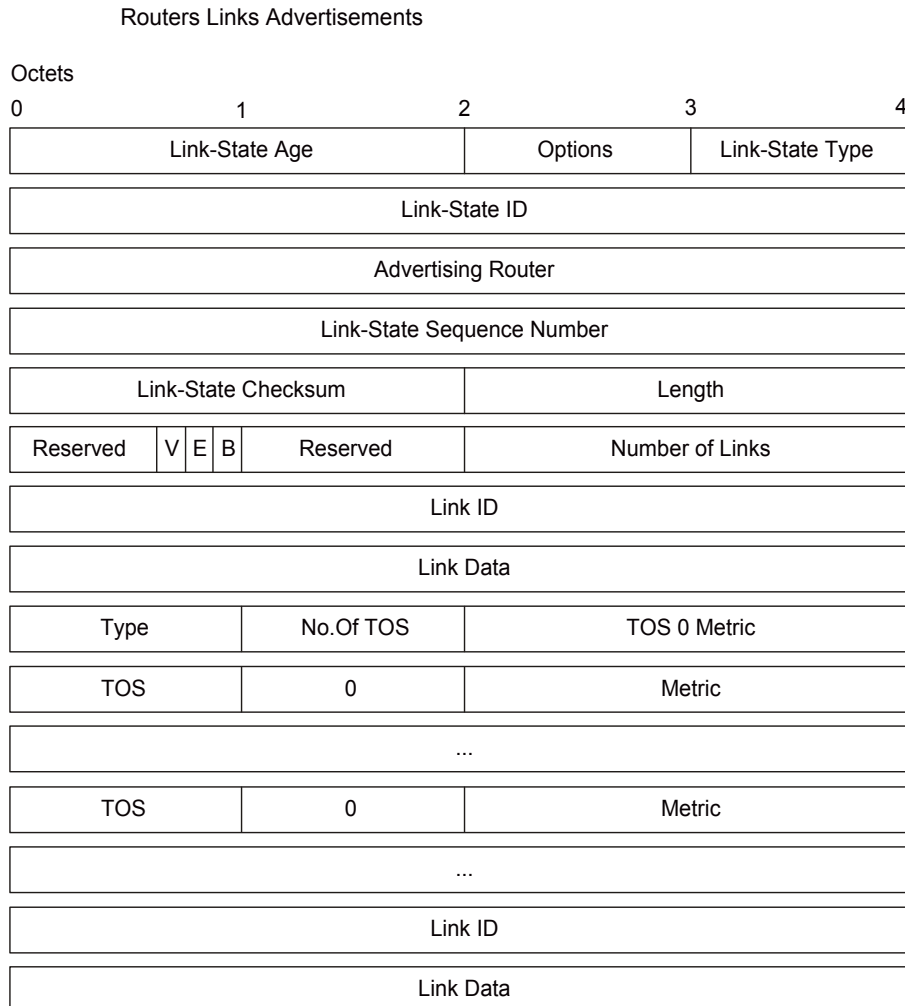 Routers Links Advertisements
Octets
0 1 2 3 4
Link-State Age Options Link-State Type
Link-State ID
Advertising Router
Link-State Sequence Number
Link-State Checksum Length
Reserved V E B Reserved Number of Links
Link ID
Link Data
Type No.Of TOS TOS 0 Metric
TOS 0 Metric
...
TOS 0 Metric
...
Link ID
Link Data